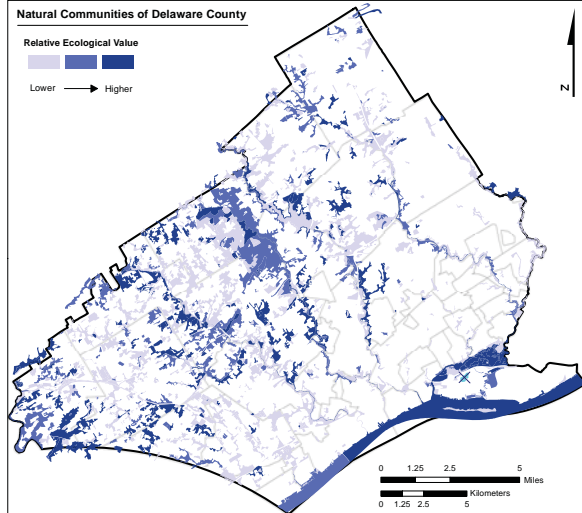 Natural Communities of Delaware County
Relative Ecological Value
Lower Higher
N
0 1.25 2.5 5
Miles
Kilometers
0 1.25 2.5 5